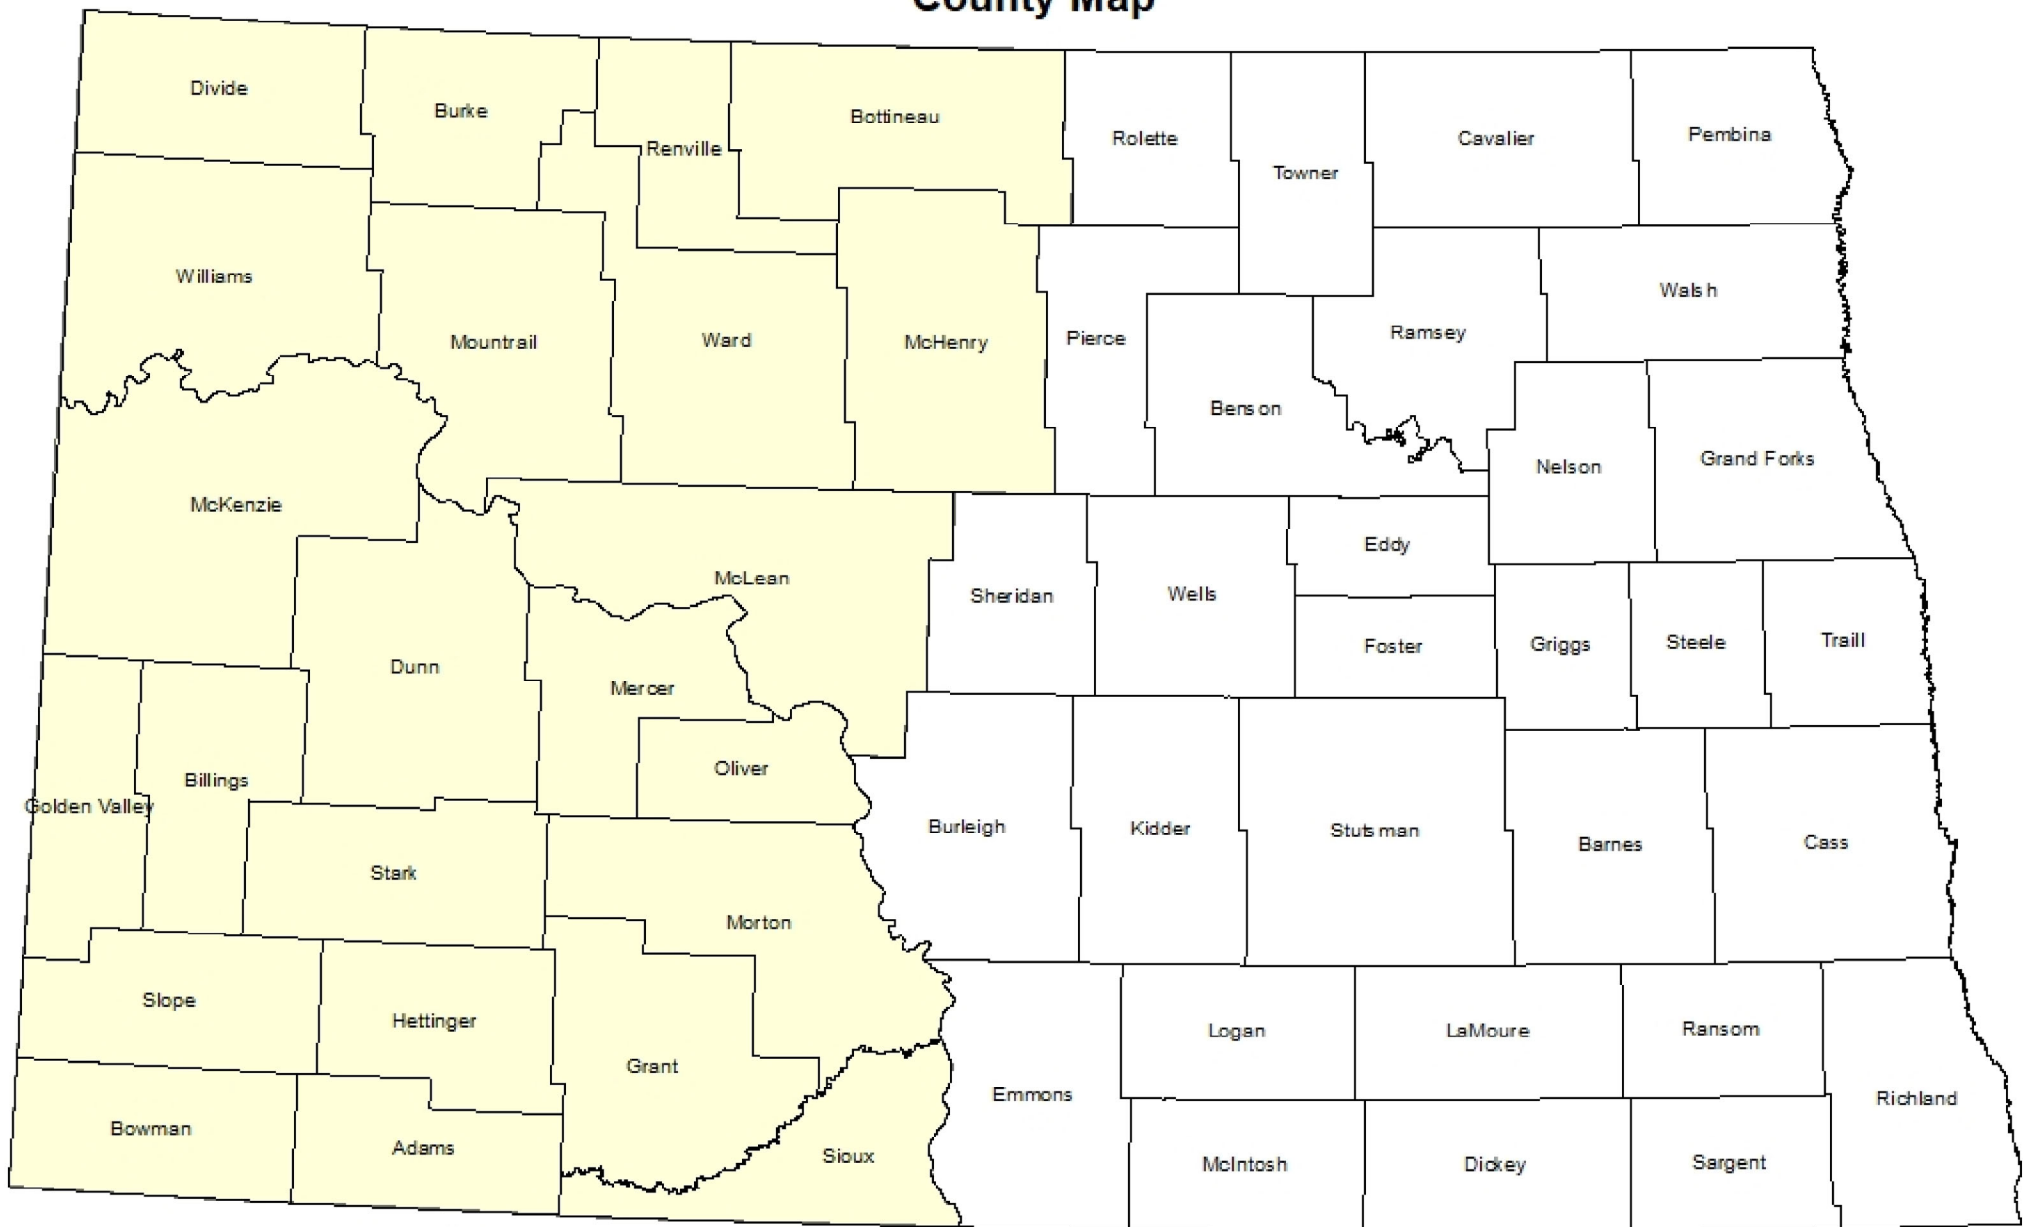 County Map
Divide
Burke
Renville
Bottineau
Rolette
Towner
Cavalier
Pembina
Williams
Mountrail
Ward
McHenry
Pierce
Benson
Ramsey
Walsh
Nelson
Grand Forks
McKenzie
Dunn
McLean
Mercer
Oliver
Sheridan
Wells
Eddy
Foster
Griggs
Steele
Traill
Golden Valley
Billings
Stark
Morton
Burleigh
Kidder
Stutsman
Barnes
Cass
Slope
Hettinger
Grant
Bowman
Adams
Sioux
Emmons
Logan
LaMoure
Ransom
Richland
McIntosh
Dickey
Sargent